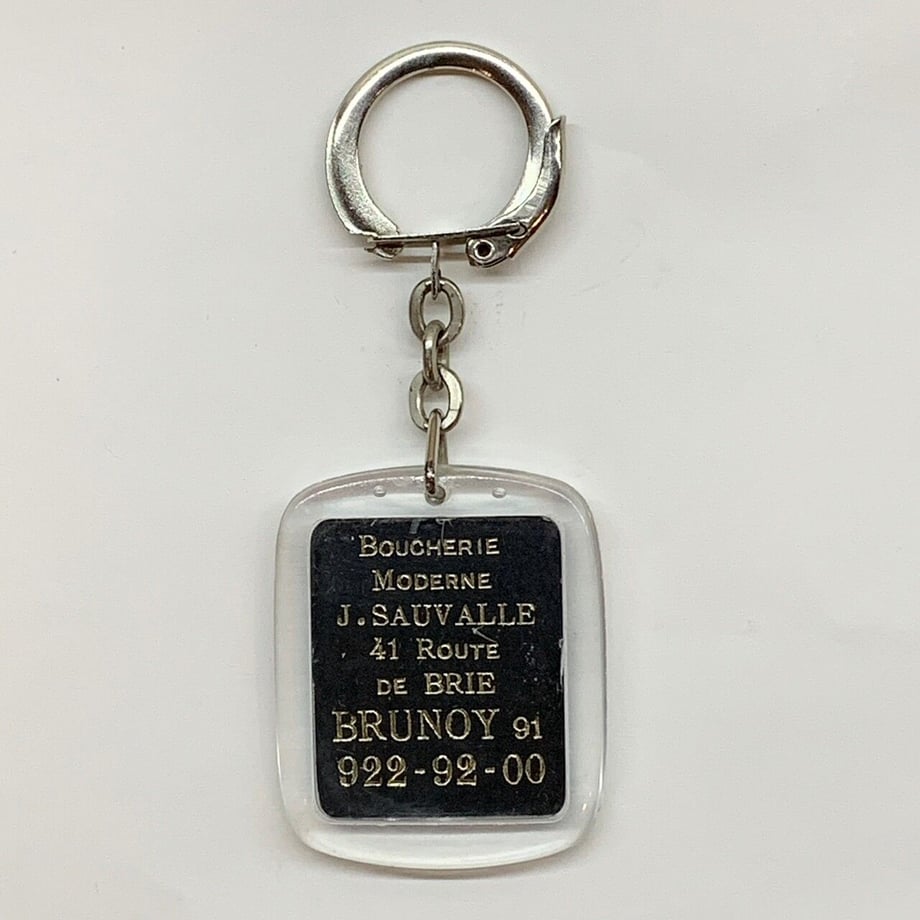 BOUCHERIE
MODERNE
J. SAUVALLE
41 ROUTE
DE BRIE
BRUNOY 91
922-92-00